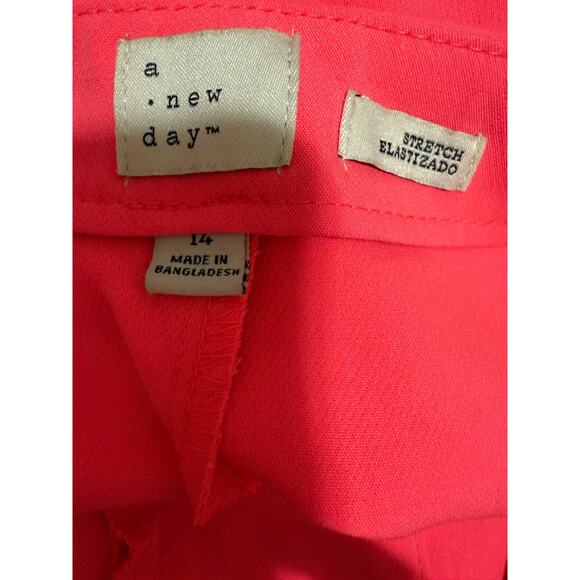 a
· new
day™
STRETCH
ELASTIZADO
14
MADE IN
BANGLADESH